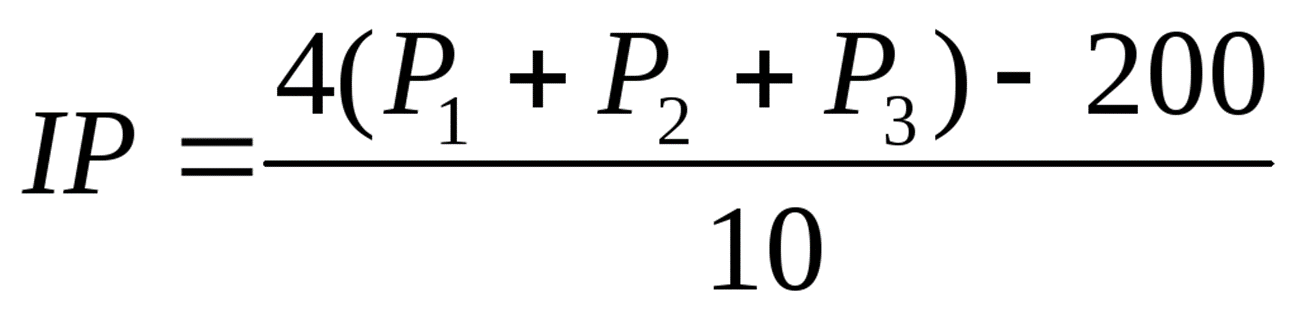 IP = 4(P₁ + P₂ + P₃) - 200
10